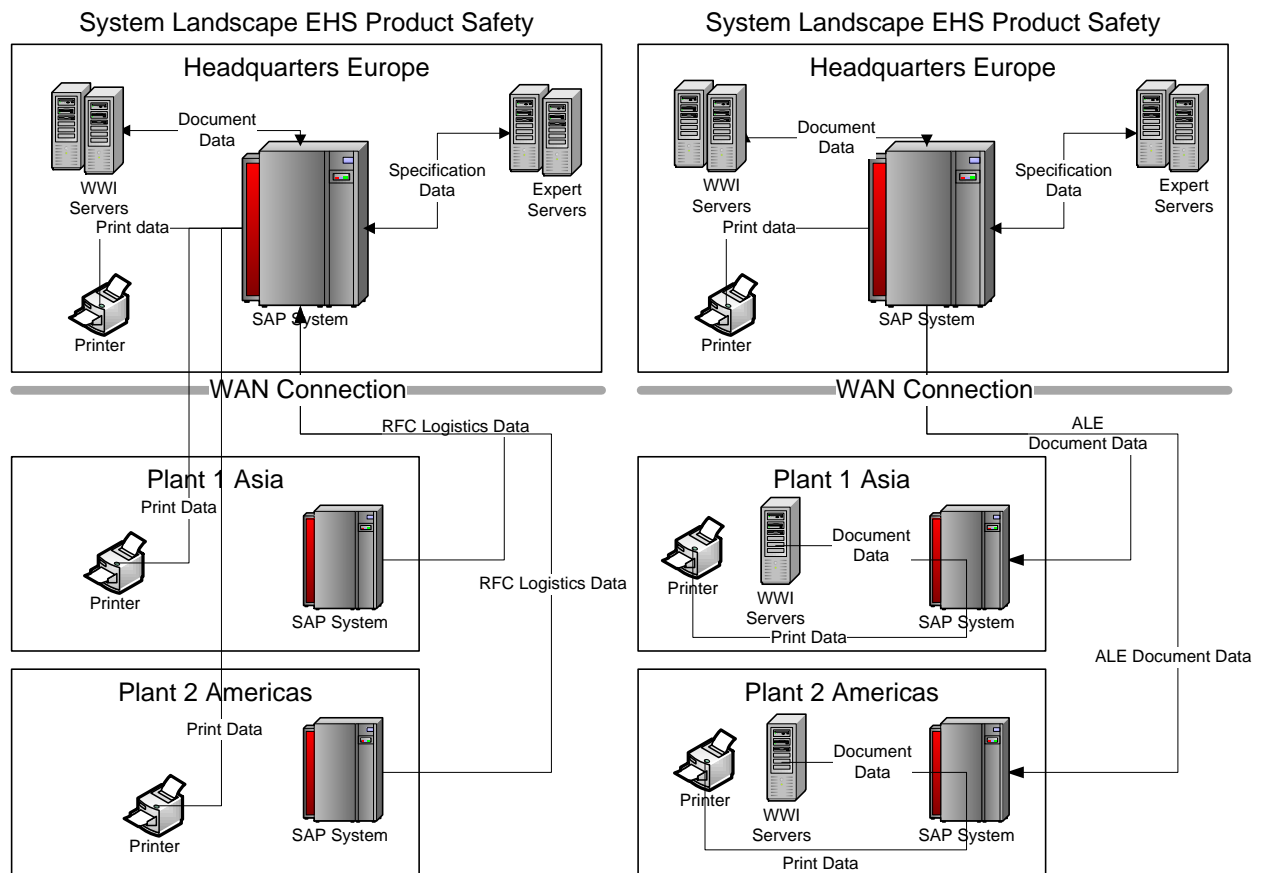 System Landscape EHS Product Safety
Headquarters Europe
Document
Data
WWI
Servers
Specification
Data
Expert
Servers
Print data
Printer
SAP System
WAN Connection
RFC Logistics Data
Plant 1 Asia
Print Data
Printer
SAP System
RFC Logistics Data
Plant 2 Americas
Print Data
Printer
SAP System
System Landscape EHS Product Safety
Headquarters Europe
Document
Data
WWI
Servers
Specification
Data
Expert
Servers
Print data
Printer
SAP System
WAN Connection
ALE
Document Data
Plant 1 Asia
Document
Data
Printer
WWI
Servers
SAP System
Print Data
ALE Document Data
Plant 2 Americas
Document
Data
Printer
WWI
Servers
SAP System
Print Data